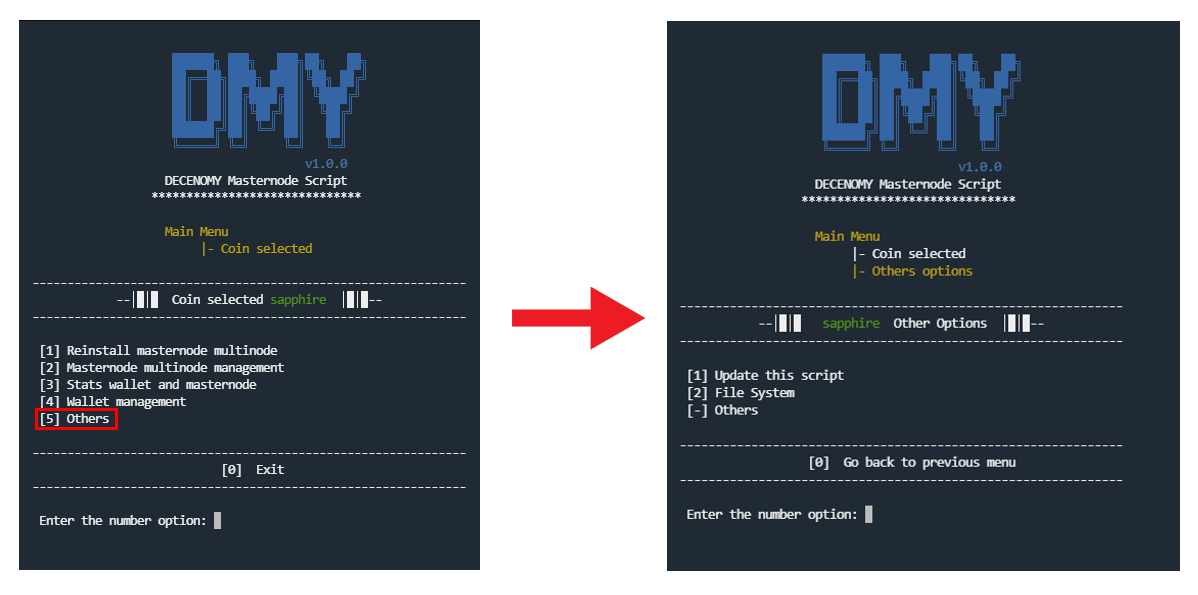 DMY
v1.0.0
DECENOMY Masternode Script
******************************
Main Menu
|- Coin selected
--|█|█ Coin selected sapphire |█|█--
[1] Reinstall masternode multinode
[2] Masternode multinode management
[3] Stats wallet and masternode
[4] Wallet management
[5] Others
[0] Exit
Enter the number option:
DMY
v1.0.0
DECENOMY Masternode Script
******************************
Main Menu
|- Coin selected
|- Others options
--|█|█ sapphire Other Options |█|█--
[1] Update this script
[2] File System
[-] Others
[0] Go back to previous menu
Enter the number option: